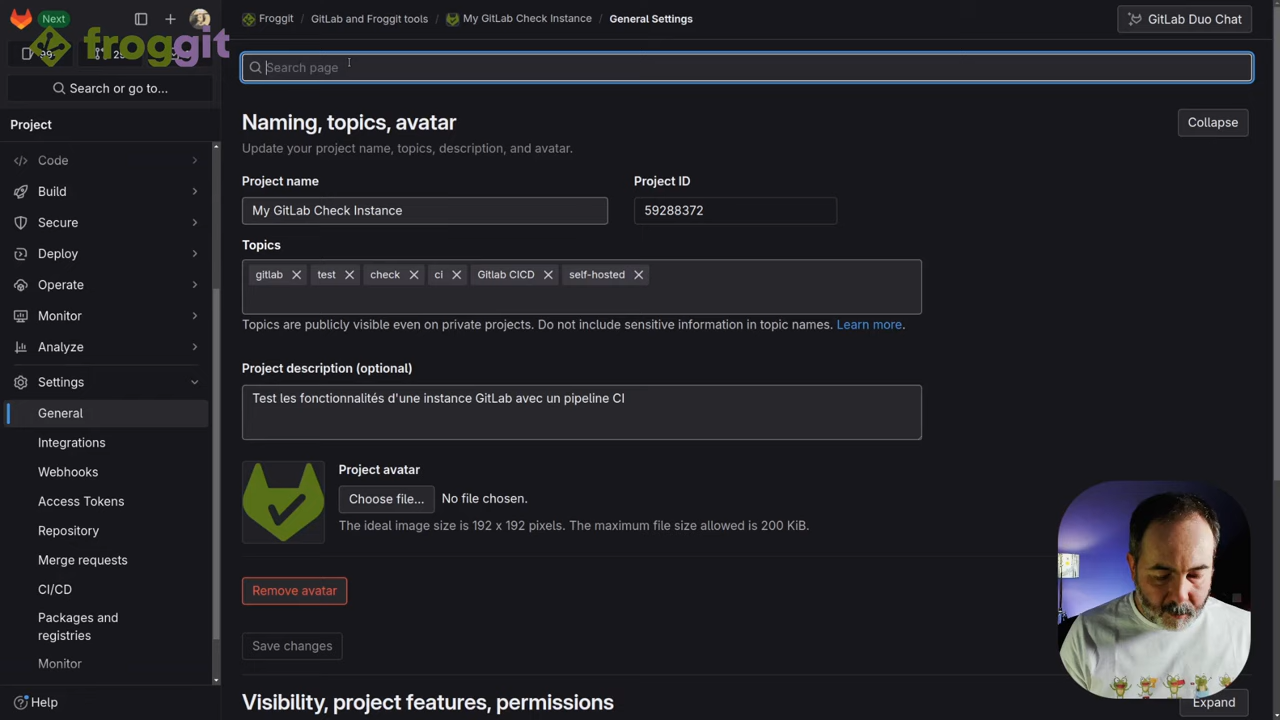 Next
Froggit
GitLab and Froggit tools
My GitLab Check Instance
General Settings
GitLab Duo Chat
froggit
Search page
Search or go to...
Project
Naming, topics, avatar
Collapse
Update your project name, topics, description, and avatar.
Code
Build
Secure
Deploy
Operate
Monitor
Analyze
Settings
General
Integrations
Webhooks
Access Tokens
Repository
Merge requests
CI/CD
Packages and
registries
Monitor
Help
Project name
Project ID
My GitLab Check Instance
59288372
Topics
gitlab
test
check
ci
Gitlab CICD
self-hosted
Topics are publicly visible even on private projects. Do not include sensitive information in topic names. Learn more.
Project description (optional)
Test les fonctionnalités d'une instance GitLab avec un pipeline CI
Project avatar
Choose file...
No file chosen.
The ideal image size is 192 x 192 pixels. The maximum file size allowed is 200 KiB.
Remove avatar
Save changes
Visibility, project features, permissions
Expand